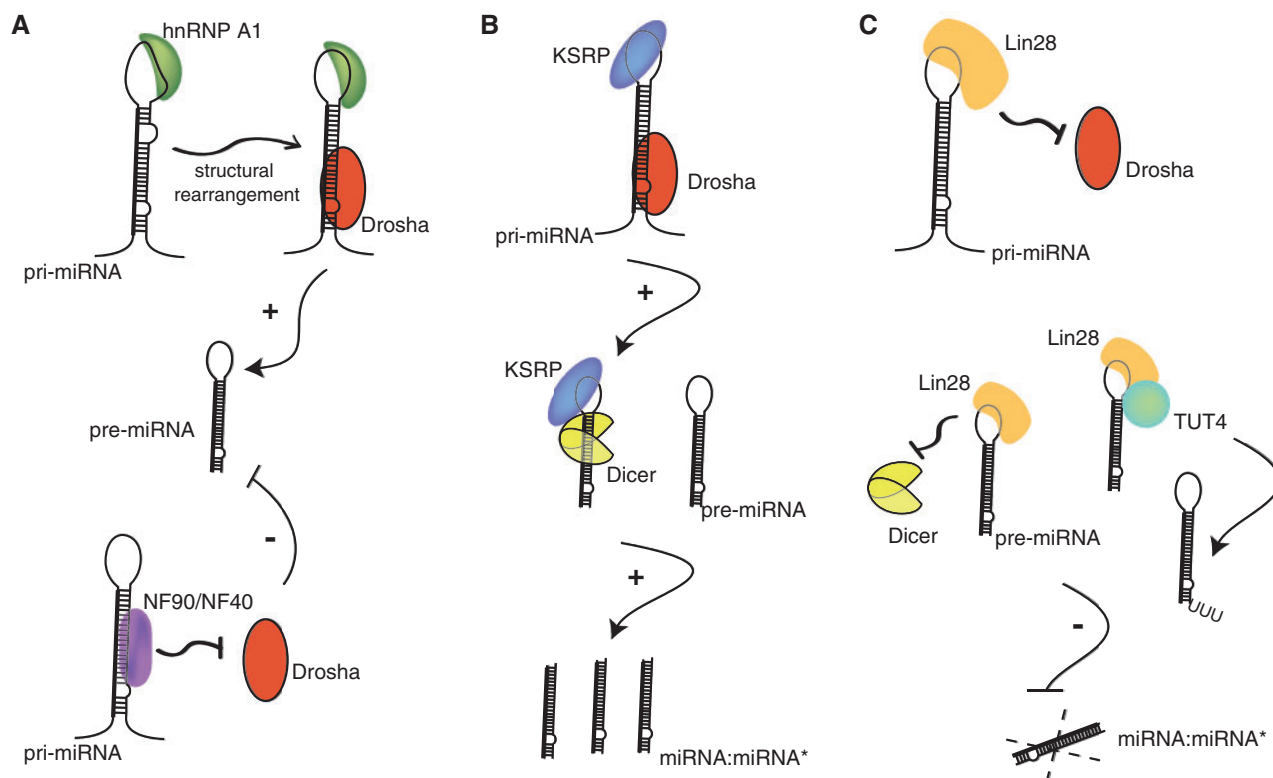 A
hnRNP A1
structural
rearrangement
Drosha
pri-miRNA
+
pre-miRNA
-
NF90/NF40
Drosha
pri-miRNA
B
KSRP
Drosha
pri-miRNA
+
KSRP
Dicer
pre-miRNA
+
miRNA:miRNA*
C
Lin28
Drosha
pri-miRNA
Lin28
Lin28
TUT4
Dicer
pre-miRNA
UUU
-
miRNA:miRNA*